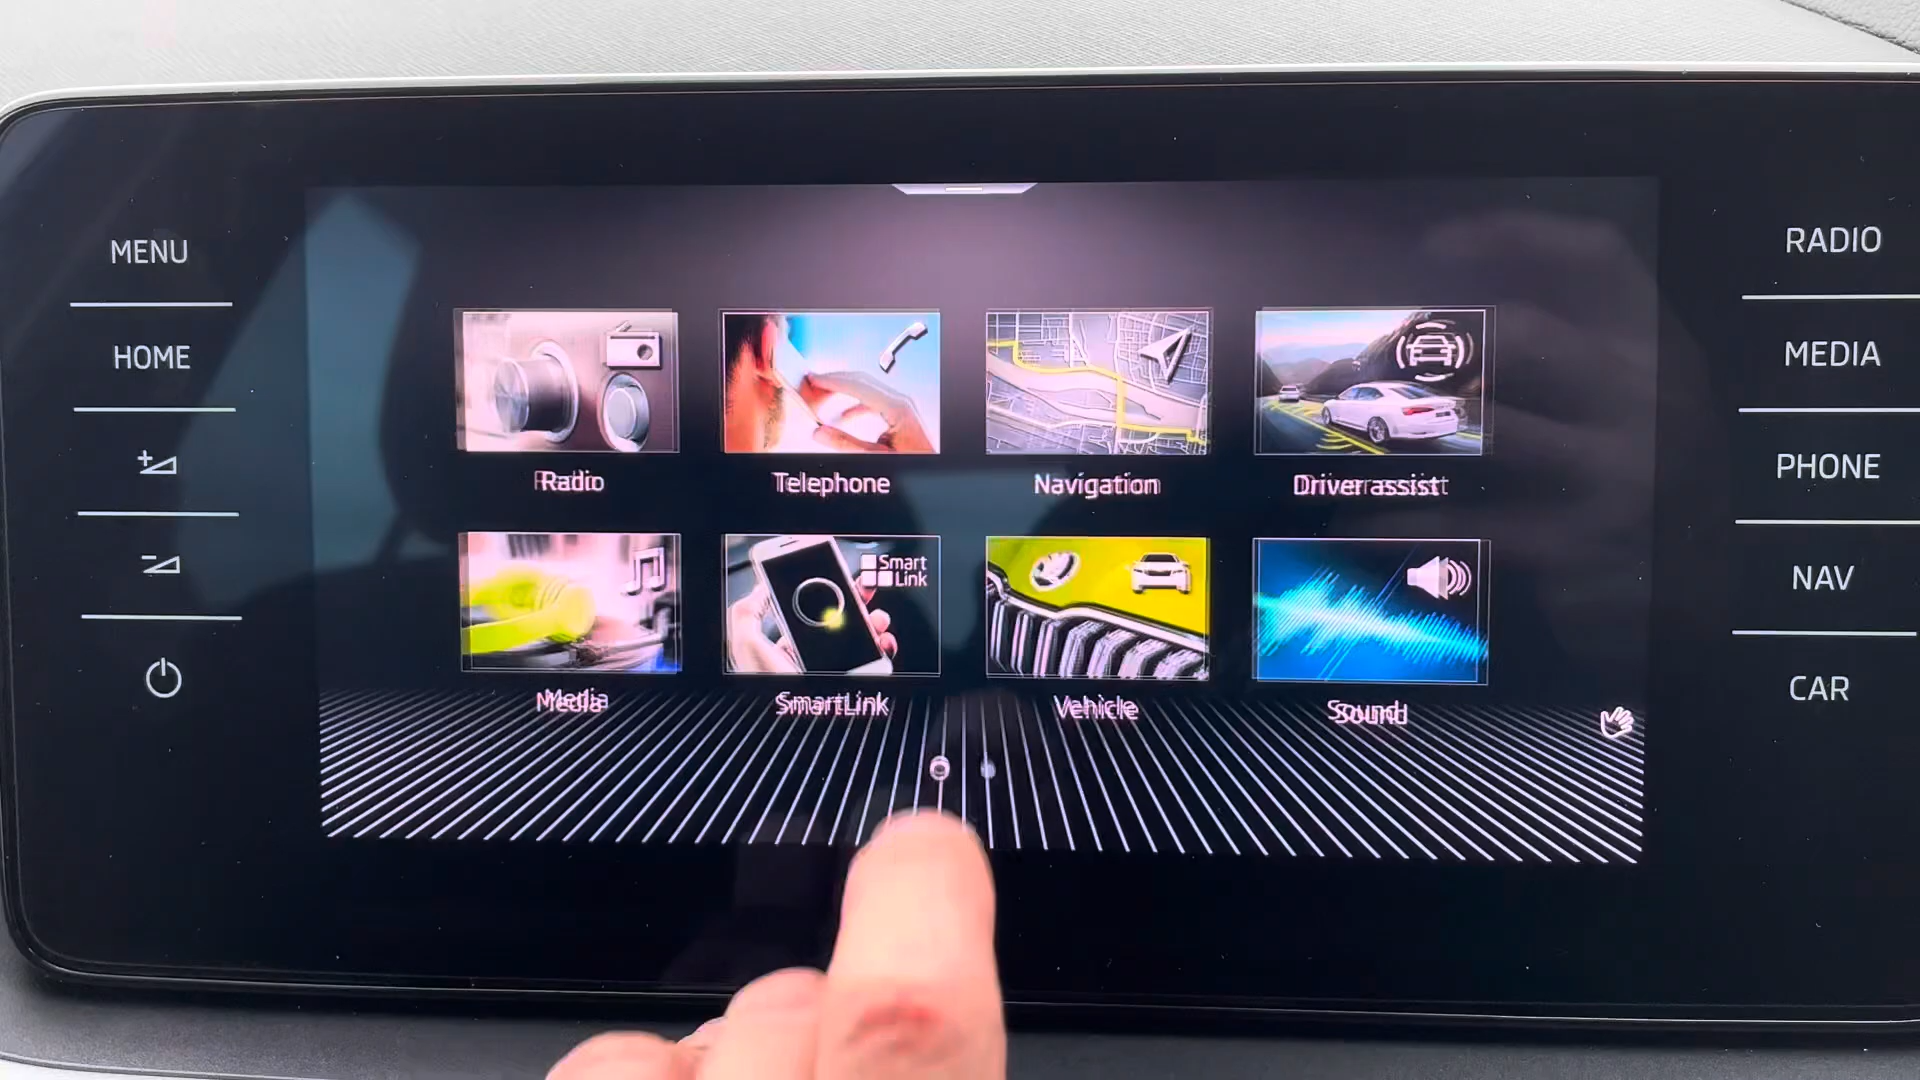 MENU
HOME
RADIO
MEDIA
PHONE
NAV
CAR
Radio
Telephone
Navigation
Driver assist
Smart
Link
Media
SmartLink
Vehicle
Sound